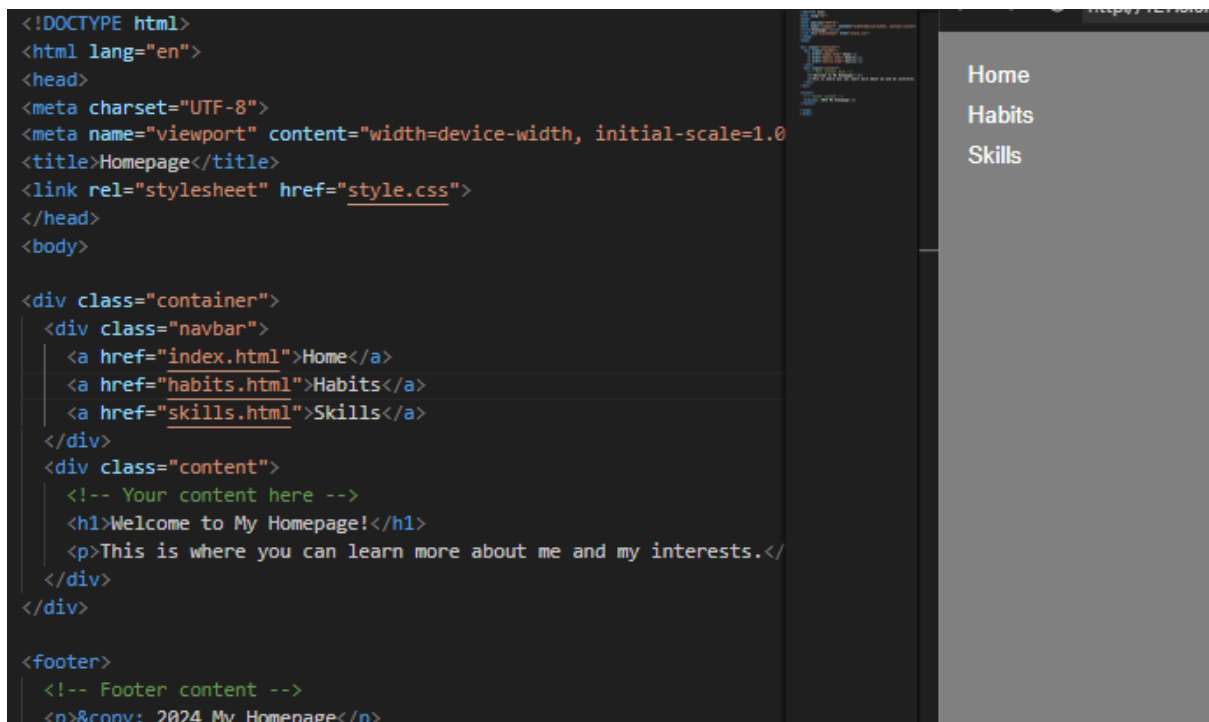 <!DOCTYPE html>
<html lang="en">
<head>
<meta charset="UTF-8">
<meta name="viewport" content="width=device-width, initial-scale=1.0
<title>Homepage</title>
<link rel="stylesheet" href="style.css">
</head>
<body>
<div class="container">
<div class="navbar">
<a href="index.html">Home</a>
<a href="habits.html">Habits</a>
<a href="skills.html">Skills</a>
</div>
<div class="content">
<!-- Your content here -->
<h1>Welcome to My Homepage!</h1>
<p>This is where you can learn more about me and my interests.</
</div>
</div>
<footer>
<!-- Footer content -->
<p>&copy; 2024 My Homepage</p>
Home
Habits
Skills